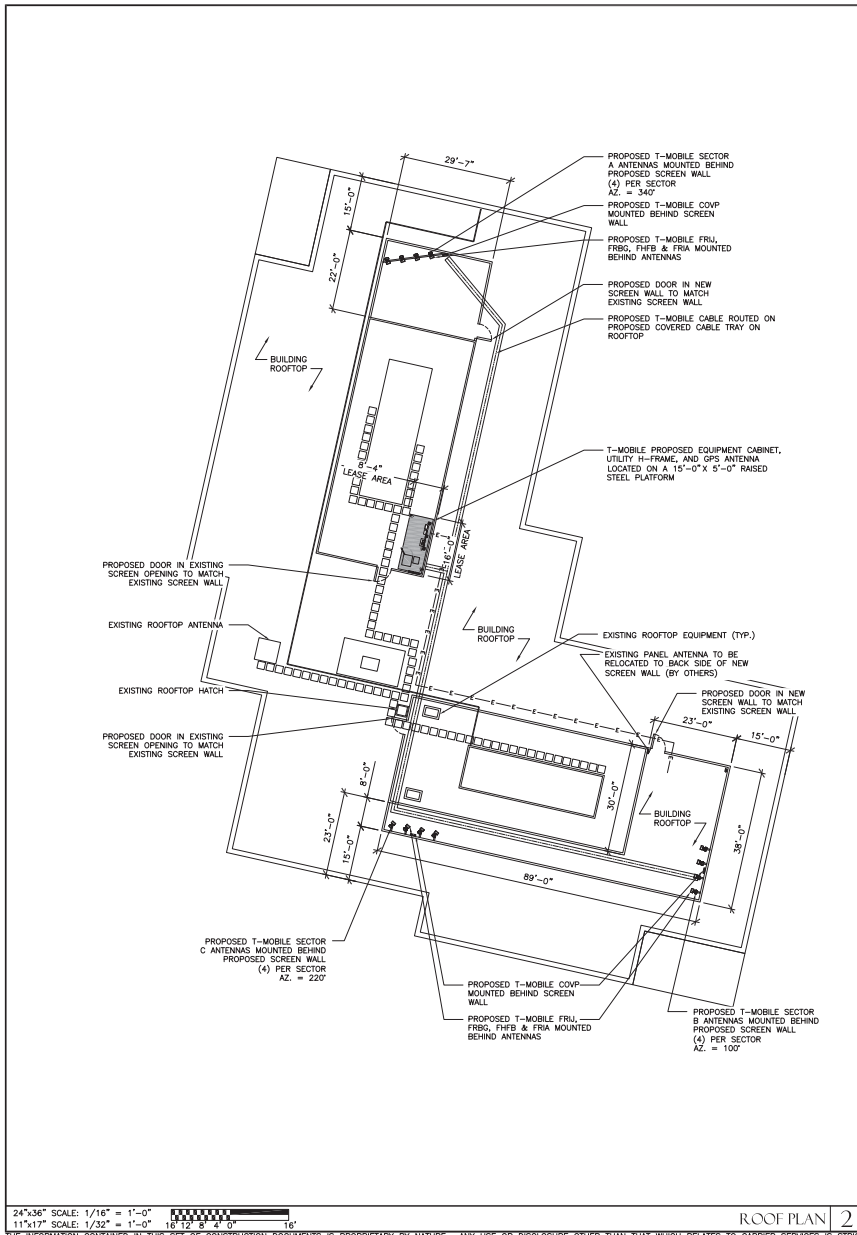 29'-7"
15'-0"
22'-0"
PROPOSED T-MOBILE SECTOR
A ANTENNAS MOUNTED BEHIND
PROPOSED SCREEN WALL
(4) PER SECTOR
AZ. = 340°
PROPOSED T-MOBILE COVP
MOUNTED BEHIND SCREEN
WALL
PROPOSED T-MOBILE FRIJ,
FRBG, FHFB & FRIA MOUNTED
BEHIND ANTENNAS
PROPOSED DOOR IN NEW
SCREEN WALL TO MATCH
EXISTING SCREEN WALL
PROPOSED T-MOBILE CABLE ROUTED ON
PROPOSED COVERED CABLE TRAY ON
ROOFTOP
BUILDING
ROOFTOP
8'-4"
LEASE AREA
T-MOBILE PROPOSED EQUIPMENT CABINET,
UTILITY H-FRAME, AND GPS ANTENNA
LOCATED ON A 15'-0" X 5'-0" RAISED
STEEL PLATFORM
16'-0"
LEASE AREA
PROPOSED DOOR IN EXISTING
SCREEN OPENING TO MATCH
EXISTING SCREEN WALL
EXISTING ROOFTOP ANTENNA
BUILDING
ROOFTOP
EXISTING ROOFTOP EQUIPMENT (TYP.)
EXISTING PANEL ANTENNA TO BE
RELOCATED TO BACK SIDE OF NEW
SCREEN WALL (BY OTHERS)
EXISTING ROOFTOP HATCH
PROPOSED DOOR IN NEW
SCREEN WALL TO MATCH
EXISTING SCREEN WALL
PROPOSED DOOR IN EXISTING
SCREEN OPENING TO MATCH
EXISTING SCREEN WALL
23'-0"
15'-0"
8'-0"
23'-0"
15'-0"
30'-0"
BUILDING
ROOFTOP
38'-0"
89'-0"
PROPOSED T-MOBILE SECTOR
C ANTENNAS MOUNTED BEHIND
PROPOSED SCREEN WALL
(4) PER SECTOR
AZ. = 220°
PROPOSED T-MOBILE COVP
MOUNTED BEHIND SCREEN
WALL
PROPOSED T-MOBILE FRIJ,
FRBG, FHFB & FRIA MOUNTED
BEHIND ANTENNAS
PROPOSED T-MOBILE SECTOR
B ANTENNAS MOUNTED BEHIND
PROPOSED SCREEN WALL
(4) PER SECTOR
AZ. = 100°
24"x36" SCALE: 1/16" = 1'-0"
11"x17" SCALE: 1/32" = 1'-0"
16' 12' 8' 4' 0" 16'
ROOF PLAN 2